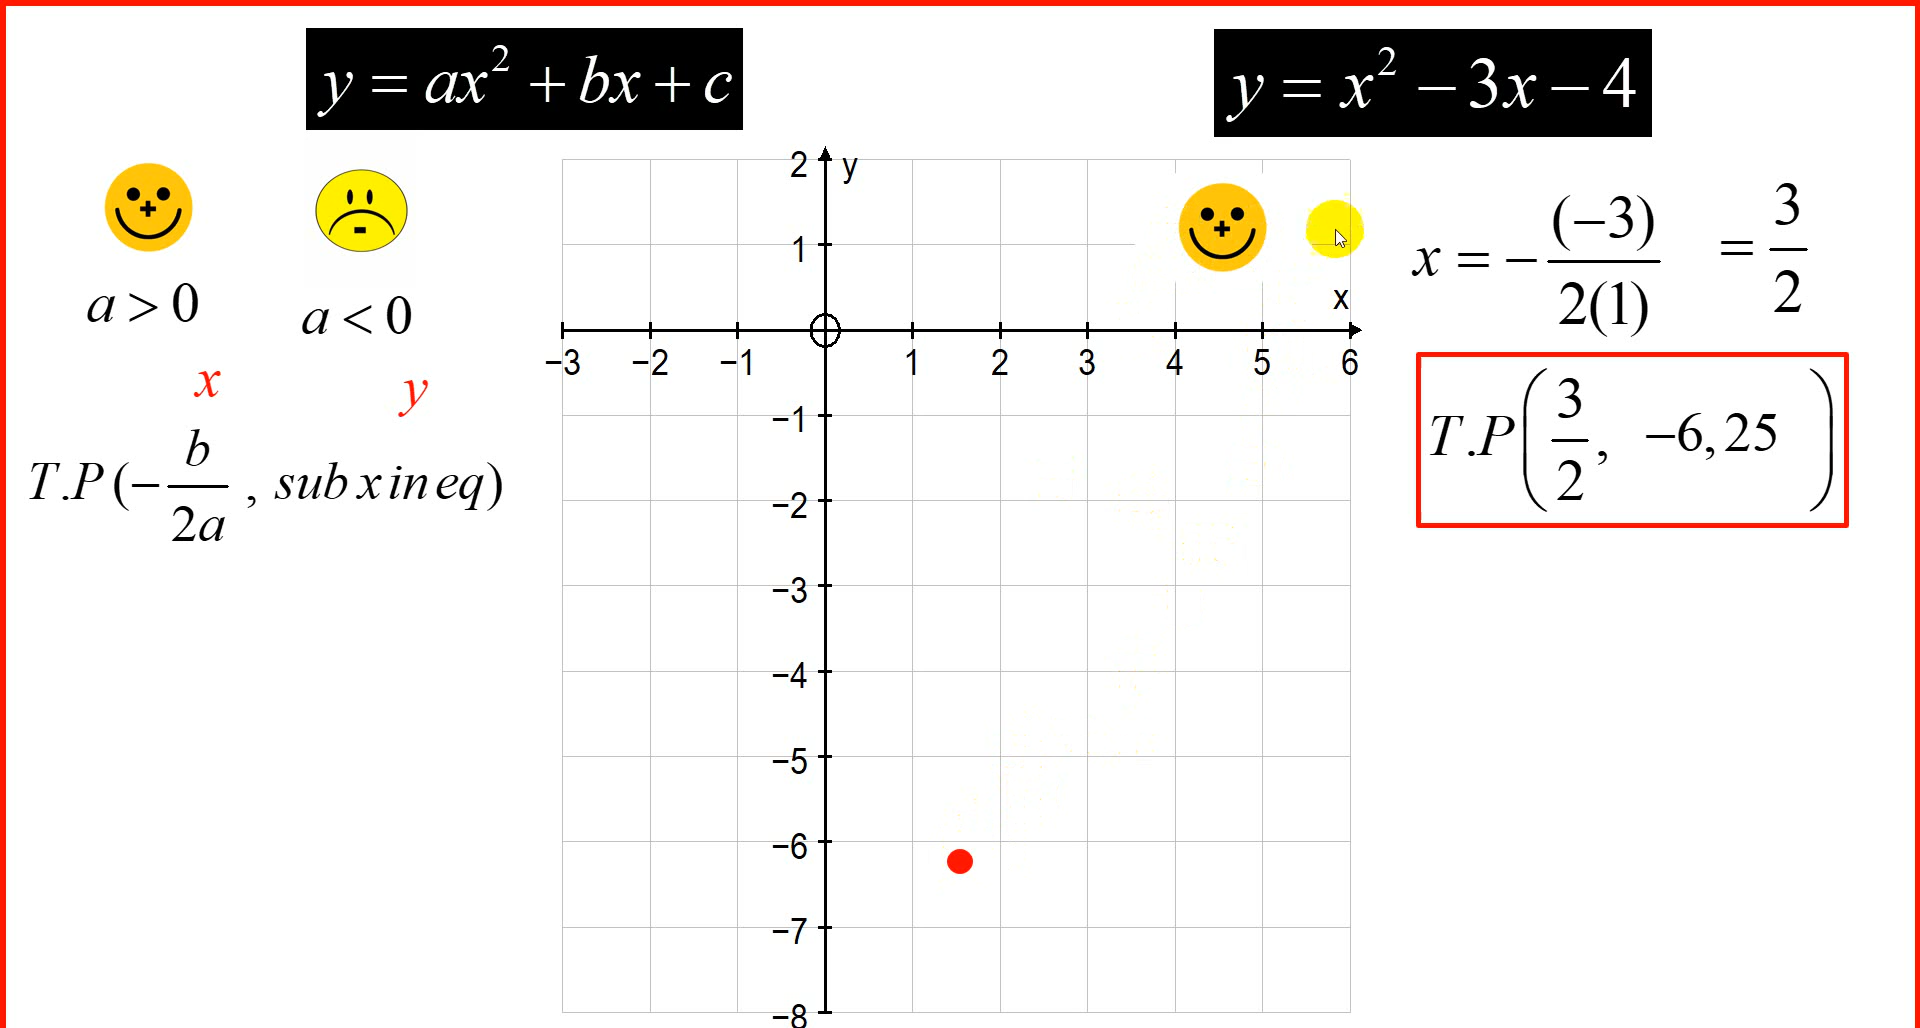 y = ax² + bx + c
y = x² − 3x − 4
a > 0
a < 0
x
y
T.P(−b/2a , sub x in eq)
2
y
1
x
−3 −2 −1 1 2 3 4 5 6
−1
−2
−3
−4
−5
−6
−7
−8
x = −(−3)/2(1) = 3/2
T.P(3/2, −6,25)